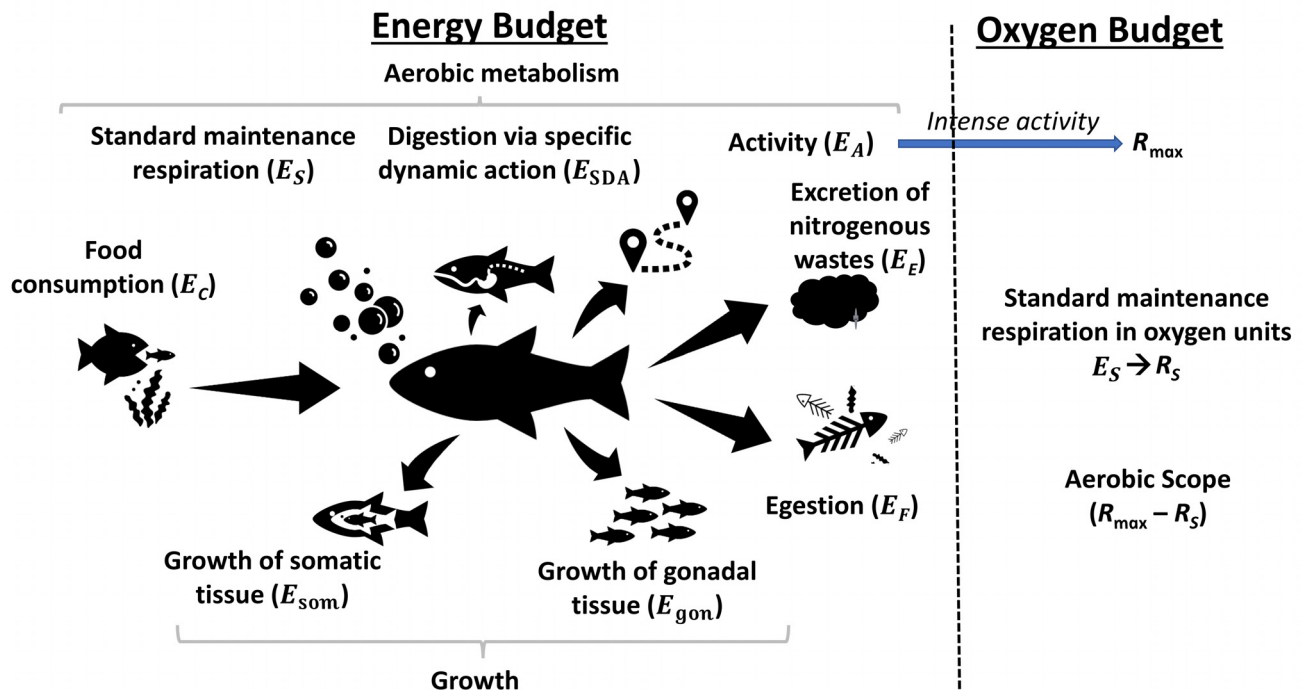 Energy Budget
Oxygen Budget
Aerobic metabolism
Standard maintenance
respiration (E_S)
Digestion via specific
dynamic action (E_SDA)
Activity (E_A)
Intense activity
R_max
Excretion of
nitrogenous
wastes (E_E)
Food
consumption (E_C)
Standard maintenance
respiration in oxygen units
E_S → R_S
Aerobic Scope
(R_max – R_S)
Egestion (E_F)
Growth of somatic
tissue (E_som)
Growth of gonadal
tissue (E_gon)
Growth